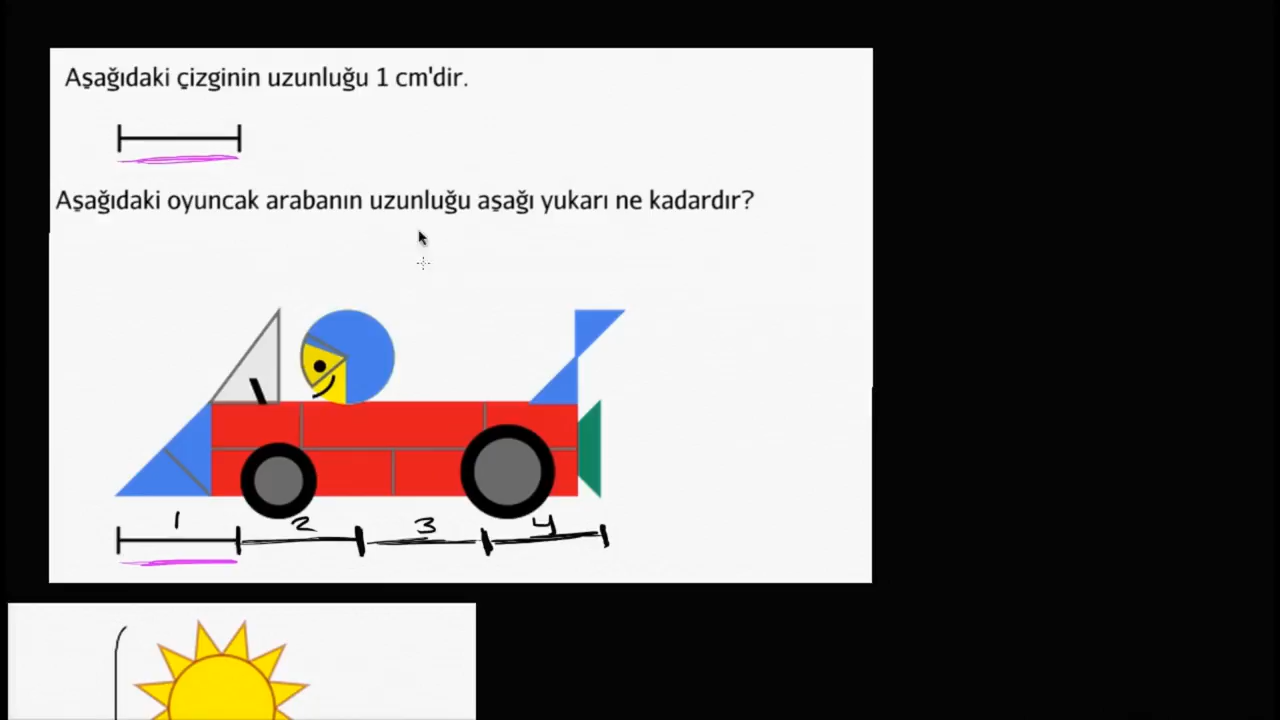 Aşağıdaki çizginin uzunluğu 1 cm'dir.
Aşağıdaki oyuncak arabanın uzunluğu aşağı yukarı ne kadardır?
1 2 3 4